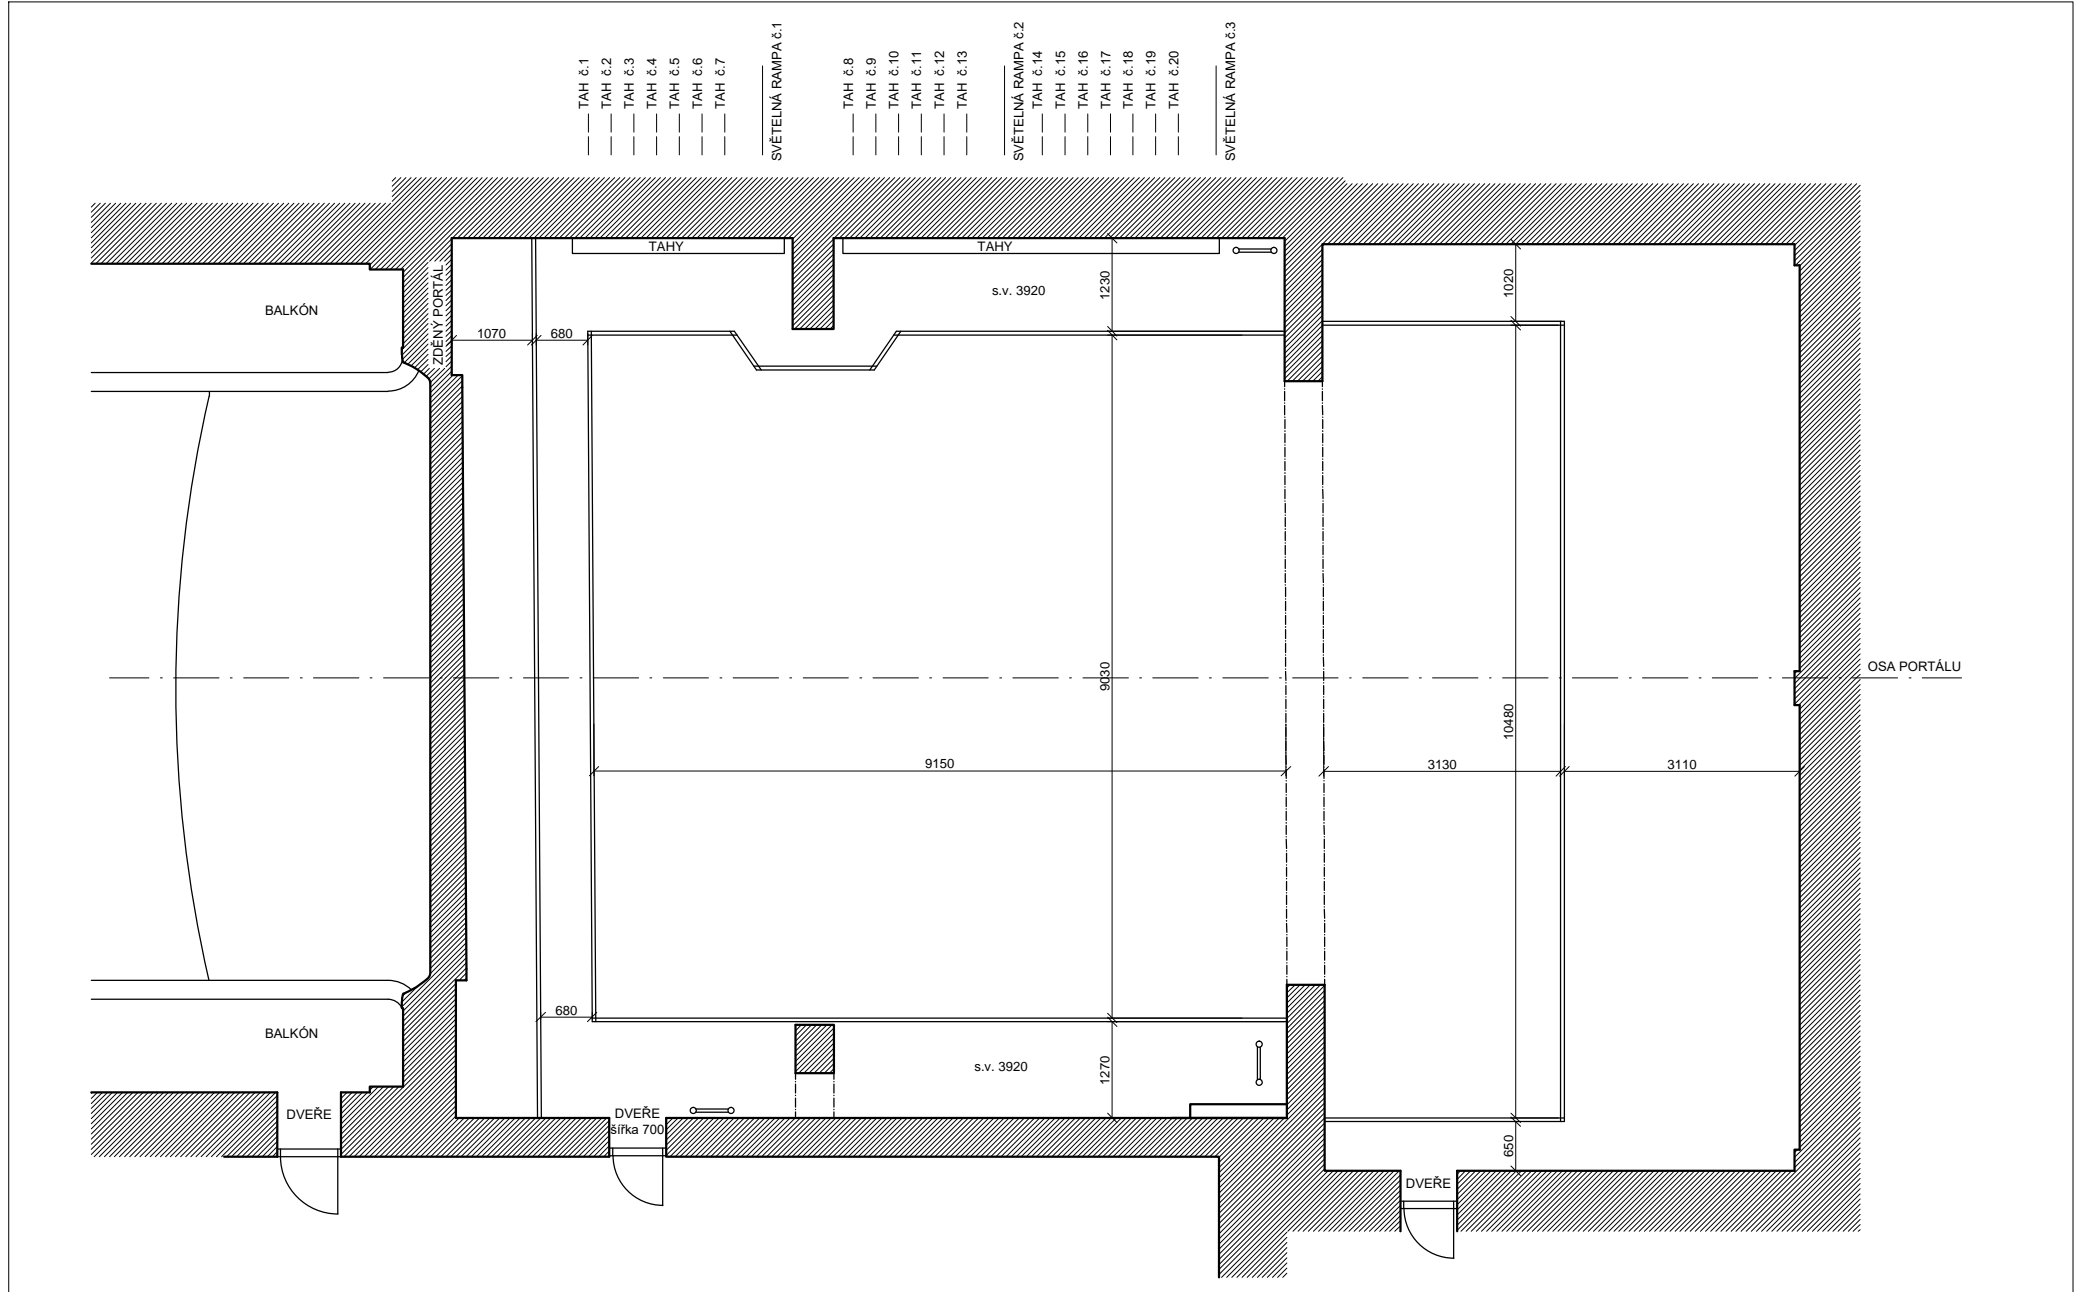 TAH č.1
TAH č.2
TAH č.3
TAH č.4
TAH č.5
TAH č.6
TAH č.7
SVĚTELNÁ RAMPA č.1
TAH č.8
TAH č.9
TAH č.10
TAH č.11
TAH č.12
TAH č.13
SVĚTELNÁ RAMPA č.2
TAH č.14
TAH č.15
TAH č.16
TAH č.17
TAH č.18
TAH č.19
TAH č.20
SVĚTELNÁ RAMPA č.3
TAHY
TAHY
BALKÓN
ZDĚNÝ PORTÁL
s.v. 3920
1230
1020
1070
680
OSA PORTÁLU
9030
10480
9150
3130
3110
680
BALKÓN
s.v. 3920
1270
DVEŘE
DVEŘE
šířka 700
650
DVEŘE